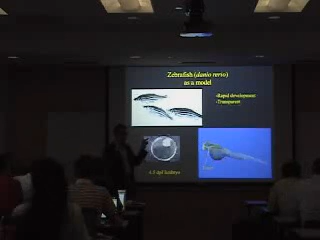 Zebrafish (danio rerio)
as a model
-Rapid development
-Transparent